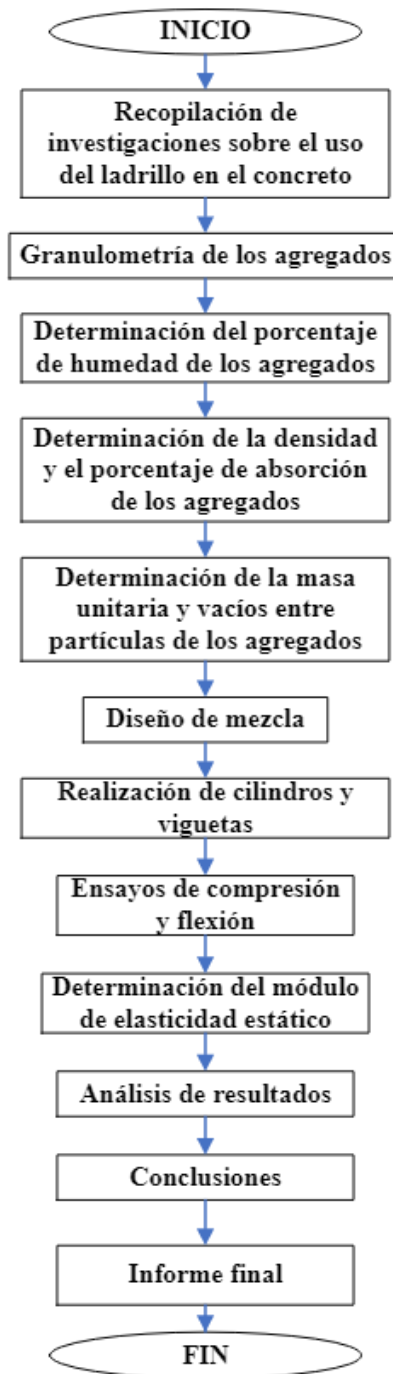 INICIO
Recopilación de
investigaciones sobre el uso
del ladrillo en el concreto
Granulometría de los agregados
Determinación del porcentaje
de humedad de los agregados
Determinación de la densidad
y el porcentaje de absorción
de los agregados
Determinación de la masa
unitaria y vacíos entre
partículas de los agregados
Diseño de mezcla
Realización de cilindros y
viguetas
Ensayos de compresión
y flexión
Determinación del módulo
de elasticidad estático
Análisis de resultados
Conclusiones
Informe final
FIN